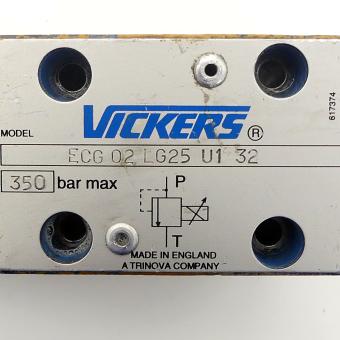 617374
VICKERS ®
MODEL
ECG 02 LG25 U1 32
350 bar max
P
T
MADE IN ENGLAND
A TRINOVA COMPANY